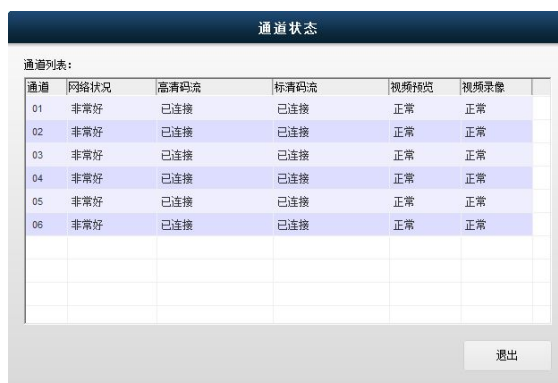 通道状态
通道列表：
通道 网络状况 高清码流 标清码流 视频预览 视频录像
01 非常好 已连接 已连接 正常 正常
02 非常好 已连接 已连接 正常 正常
03 非常好 已连接 已连接 正常 正常
04 非常好 已连接 已连接 正常 正常
05 非常好 已连接 已连接 正常 正常
06 非常好 已连接 已连接 正常 正常
退出